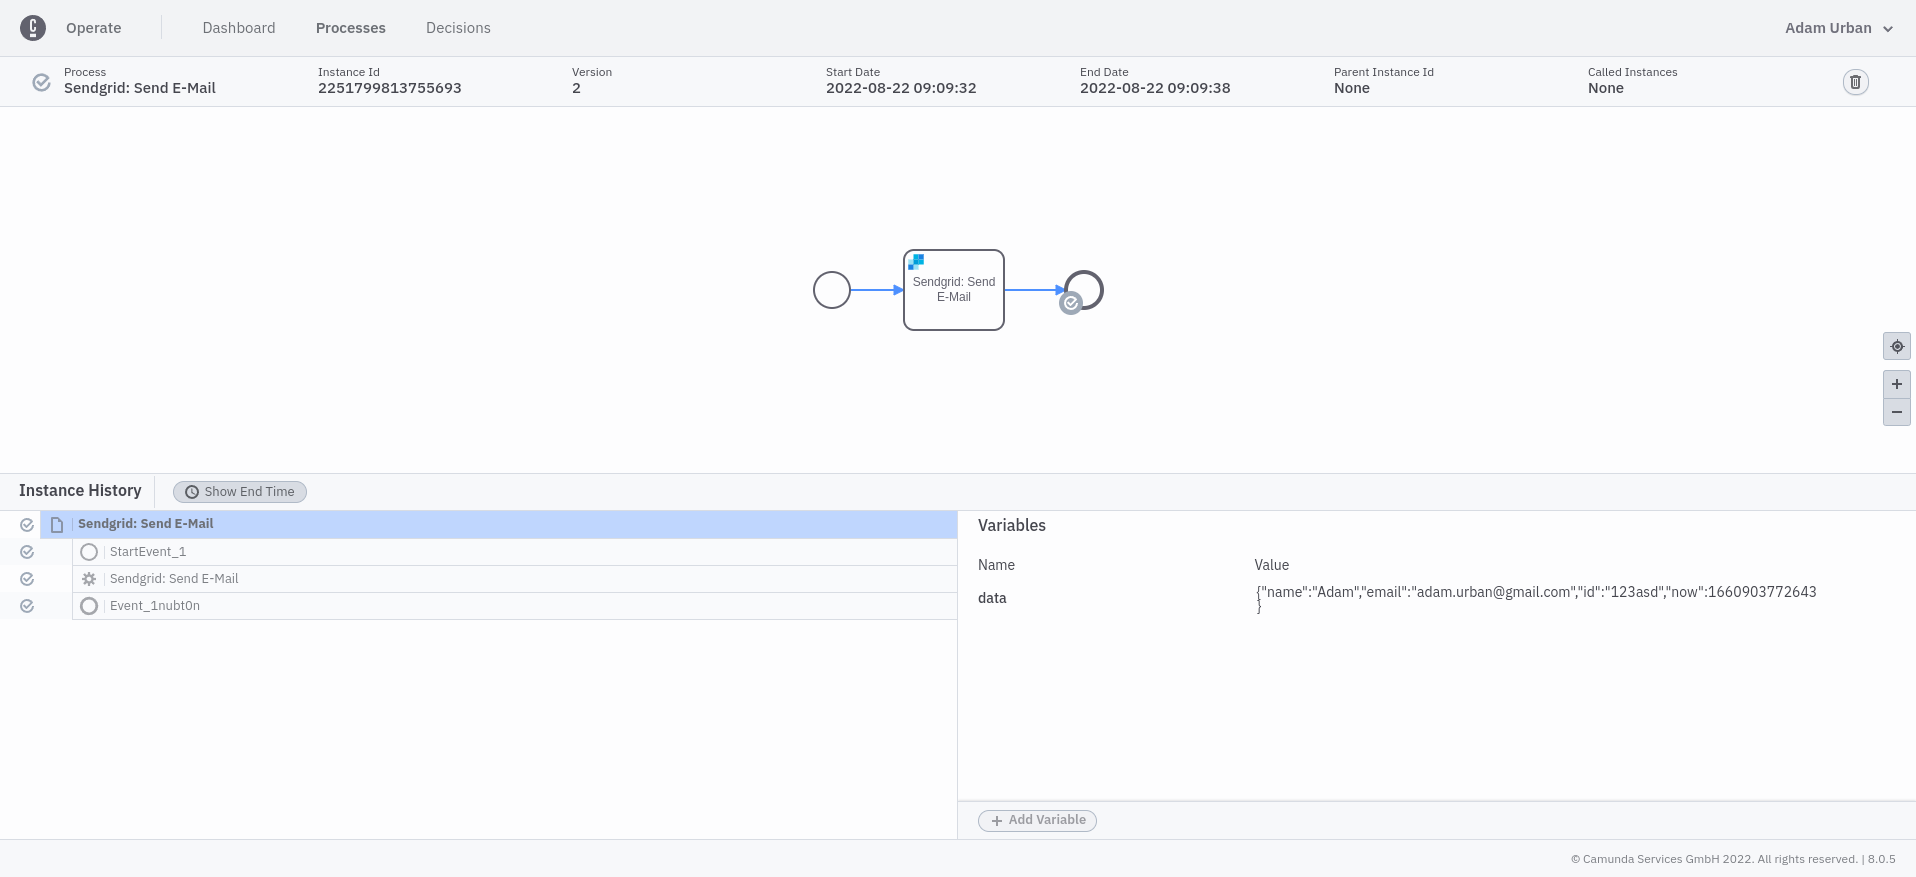 Operate Dashboard Processes Decisions Adam Urban
Process Instance Id Version Start Date End Date Parent Instance Id Called Instances
Sendgrid: Send E-Mail 2251799813755693 2 2022-08-22 09:09:32 2022-08-22 09:09:38 None None
Sendgrid: Send
E-Mail
Instance History Show End Time
Sendgrid: Send E-Mail
StartEvent_1
Sendgrid: Send E-Mail
Event_1nubt0n
Variables
Name Value
data {"name":"Adam","email":"adam.urban@gmail.com","id":"123asd","now":1660903772643
}
+ Add Variable
© Camunda Services GmbH 2022. All rights reserved. | 8.0.5